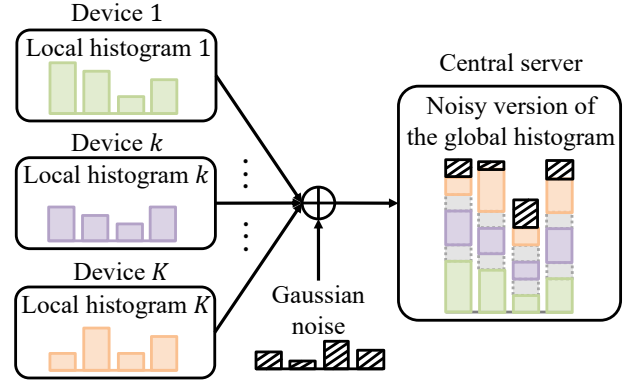 Device 1
Local histogram 1
Device k
Local histogram k
Device K
Local histogram K
Gaussian
noise
Central server
Noisy version of
the global histogram